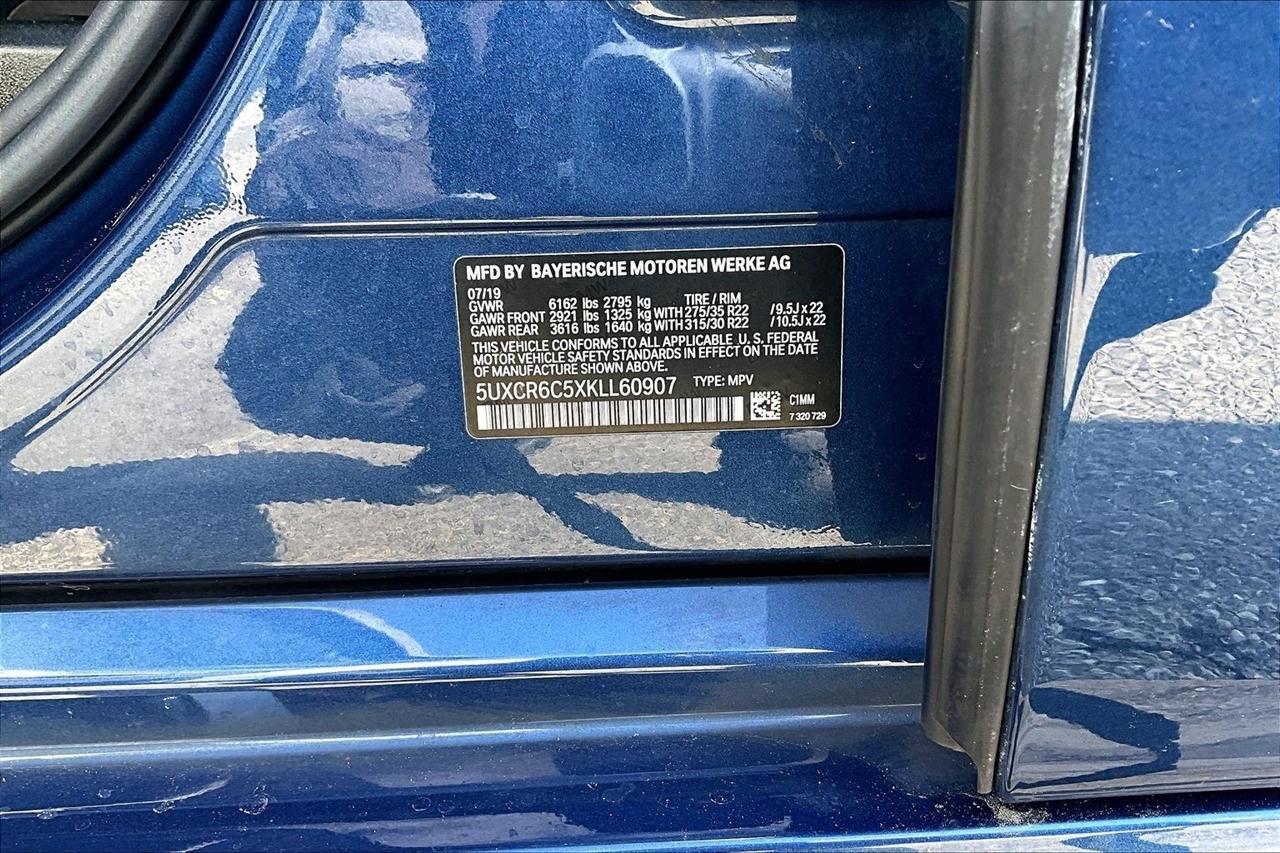 MFD BY BAYERISCHE MOTOREN WERKE AG
07/19 TIRE / RIM
GVWR 6162 lbs 2795 kg
GAWR FRONT 2921 lbs 1325 kg WITH 275/35 R22 /9.5J x 22
GAWR REAR 3616 lbs 1640 kg WITH 315/30 R22 /10.5J x 22
THIS VEHICLE CONFORMS TO ALL APPLICABLE U.S. FEDERAL
MOTOR VEHICLE SAFETY STANDARDS IN EFFECT ON THE DATE
OF MANUFACTURE SHOWN ABOVE.
5UXCR6C5XKLL60907 TYPE: MPV
C1MM
7 320 729